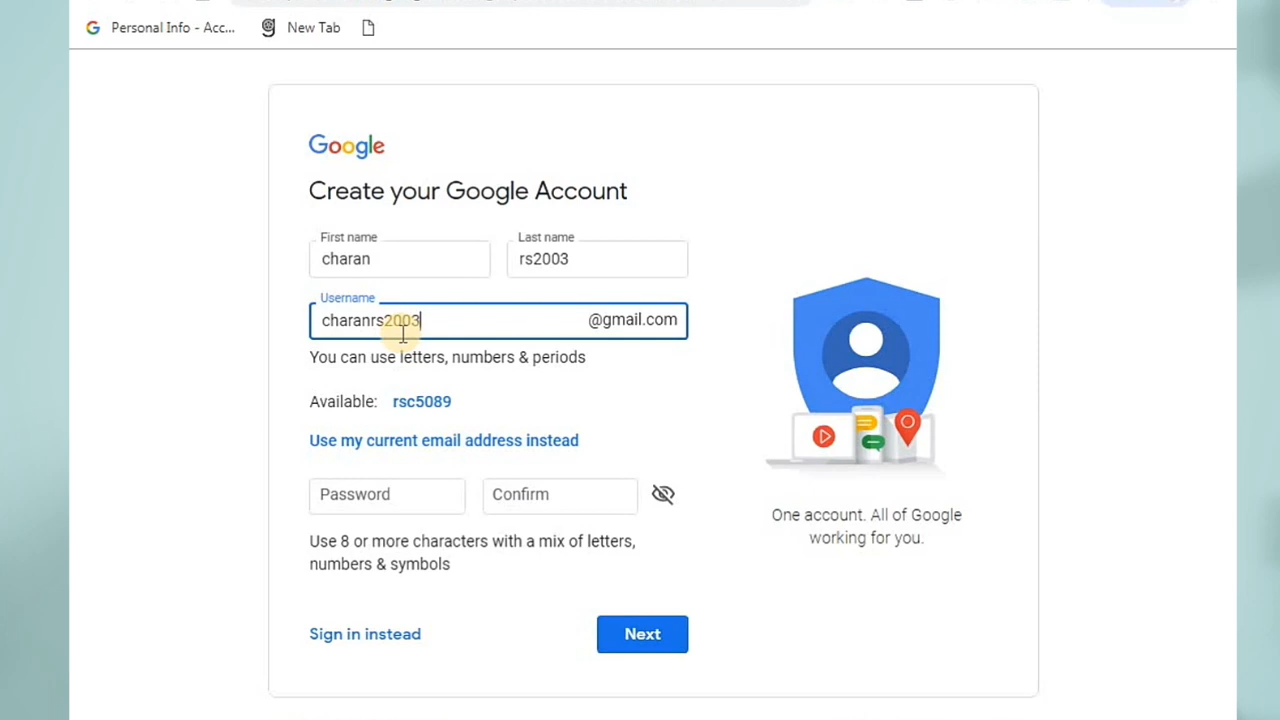 Personal Info - Acc...
New Tab
Google
Create your Google Account
First name
Last name
charan
rs2003
Username
charanrs2003
@gmail.com
You can use letters, numbers & periods
Available: rsc5089
Use my current email address instead
Password
Confirm
Use 8 or more characters with a mix of letters,
numbers & symbols
Sign in instead
Next
One account. All of Google
working for you.